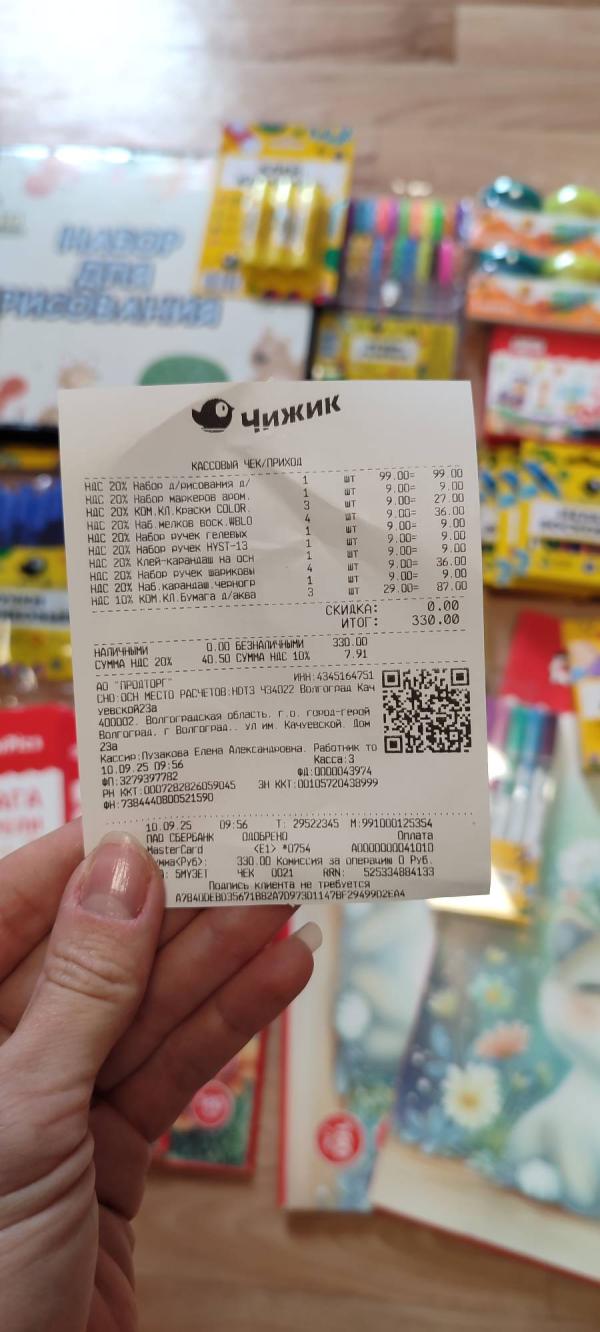 НАБОР
ДЛЯ
РИСОВАНИЯ
Чижик
КАССОВЫЙ ЧЕК/ПРИХОД
НДС 20% Набор д/рисования д/ 1 шт 99.00= 99.00
НДС 20% Набор маркеров аром. 1 шт 9.00= 9.00
НДС 20% КОМ.КЛ.Краски COLOR. 3 шт 9.00= 27.00
НДС 20% Наб.мелков воск.WBLO 4 шт 9.00= 36.00
НДС 20% Набор ручек гелевых 1 шт 9.00= 9.00
НДС 20% Набор ручек HYST-13 1 шт 9.00= 9.00
НДС 20% Клей-карандаш на осн 1 шт 9.00= 9.00
НДС 20% Набор ручек шариковы 4 шт 9.00= 36.00
НДС 20% Наб.карандаш.черногр 1 шт 9.00= 9.00
НДС 10% КОМ.КЛ.Бумага д/аква 3 шт 29.00= 87.00
СКИДКА: 0.00
ИТОГ: 330.00
НАЛИЧНЫМИ 0.00 БЕЗНАЛИЧНЫМИ 330.00
СУММА НДС 20% 40.50 СУММА НДС 10% 7.91
АО "ПРОДТОРГ" ИНН:4345164751
СНО:ОСН МЕСТО РАСЧЕТОВ:HDT3 Ч34022 Волгоград Кач
уевской23а
400002, Волгоградская область, г.о. город-герой
Волгоград, г Волгоград,, ул им. Качуевской, Дом
23а
Кассир:Пузакова Елена Александровна. Работник то
10.09.25 09:56 Касса:3
ФП:3279397782 ФД:0000043974
РН ККТ:0007282826059045 ЗН ККТ:00105720438999
ФН:7384440800521590
10.09.25 09:56 Т: 29522345 М:991000125354
ПАО СБЕРБАНК ОДОБРЕНО Оплата
MasterCard <E1> *0754 A0000000041010
умма(Руб): 330.00 Комиссия за операцию 0 Руб.
: 5МУЗЕТ ЧЕК 0021 RRN: 525334884133
Подпись клиента не требуется
A7B40DEBD35671B82A7D973D1147BF2949902EA4